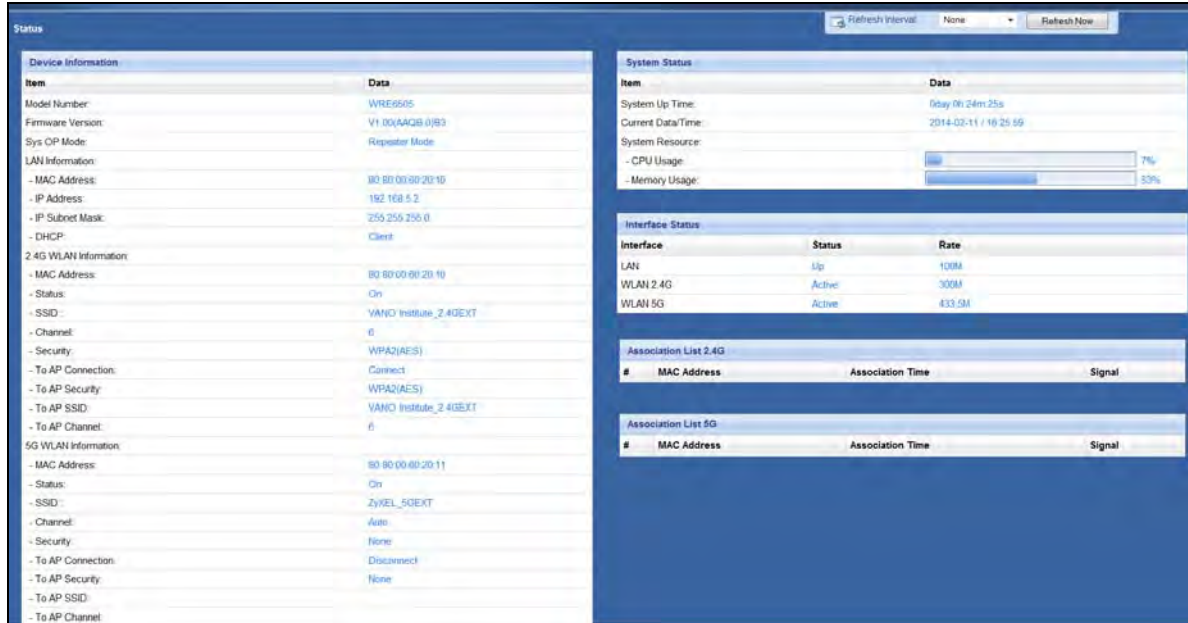 Status
Refresh Interval None Refresh Now
Device Information
Item Data
Model Number: WRE6505
Firmware Version: V1.00(AAQB.0)B3
Sys OP Mode: Repeater Mode
LAN Information:
- MAC Address: 80:80:00:60:20:10
- IP Address: 192.168.5.2
- IP Subnet Mask: 255.255.255.0
- DHCP: Client
2.4G WLAN Information:
- MAC Address: 80:80:00:60:20:10
- Status: On
- SSID : VANO Institute_2.4GEXT
- Channel: 6
- Security: WPA2(AES)
- To AP Connection: Connect
- To AP Security: WPA2(AES)
- To AP SSID: VANO Institute_2.4GEXT
- To AP Channel: 6
5G WLAN Information:
- MAC Address: 80:80:00:60:20:11
- Status: On
- SSID : ZyXEL_5GEXT
- Channel: Auto
- Security: None
- To AP Connection: Disconnect
- To AP Security: None
- To AP SSID:
- To AP Channel:
System Status
Item Data
System Up Time: 0day 0h 24m 25s
Current Data/Time: 2014-02-11 / 16:25:59
System Resource:
- CPU Usage: 7%
- Memory Usage:
Interface Status
Interface Status Rate
LAN Up 100M
WLAN 2.4G Active 300M
WLAN 5G Active 433.5M
Association List 2.4G
# MAC Address Association Time Signal
Association List 5G
# MAC Address Association Time Signal